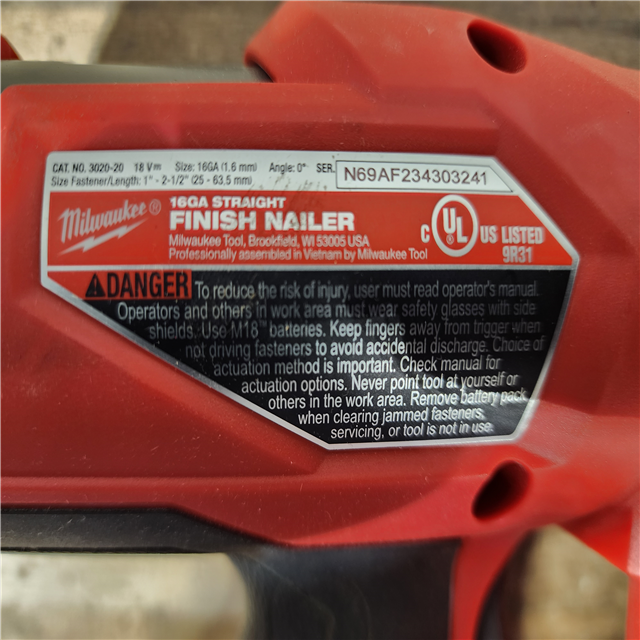 CAT. NO. 3020-20 18 V⎓ Size: 16GA (1.6 mm) Angle: 0° SER. N69AF234303241
Size Fastener/Length: 1" - 2-1/2" (25 - 63.5 mm)
Milwaukee®
16GA STRAIGHT
FINISH NAILER
Milwaukee Tool, Brookfield, WI 53005 USA
Professionally assembled in Vietnam by Milwaukee Tool
C UL® US LISTED
9R31
DANGER To reduce the risk of injury, user must read operator's manual.
Operators and others in work area must wear safety glasses with side
shields. Use M18™ batteries. Keep fingers away from trigger when
not driving fasteners to avoid accidental discharge. Choice of
actuation method is important. Check manual for
actuation options. Never point tool at yourself or
others in the work area. Remove battery pack
when clearing jammed fasteners,
servicing, or tool is not in use.